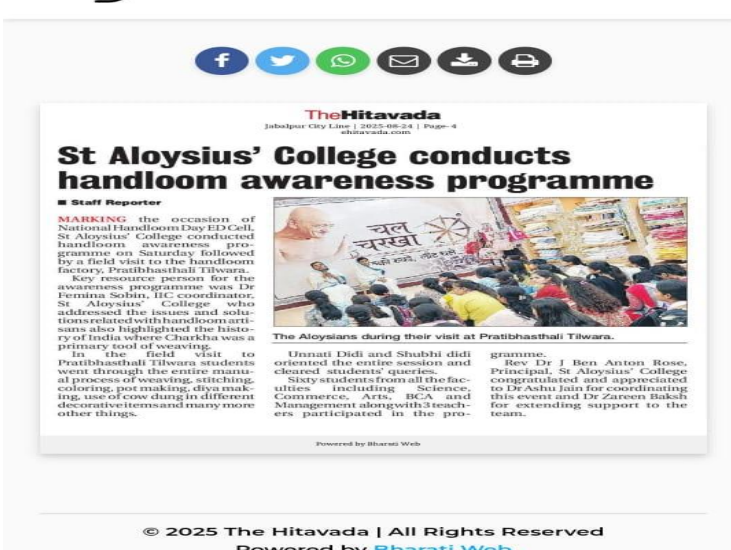 TheHitavada
Jabalpur City Line | 2025-08-24 | Page- 4
ehitavada.com
St Aloysius' College conducts
handloom awareness programme
■ Staff Reporter
MARKING the occasion of
National Handloom Day ED Cell,
St Aloysius' College conducted
handloom awareness pro-
gramme on Saturday followed
by a field visit to the handloom
factory, Pratibhasthali Tilwara.
Key resource person for the
awareness programme was Dr
Femina Sobin, IIC coordinator,
St Aloysius' College who
addressed the issues and solu-
tions related with handloom arti-
sans also highlighted the histo-
ry of India where Charkha was a
primary tool of weaving.
In the field visit to
Pratibhasthali Tilwara students
went through the entire manu-
al process of weaving, stitching,
coloring, pot making, diya mak-
ing, use of cow dung in different
decorative items and many more
other things.
चल
चरखा
The Aloysians during their visit at Pratibhasthali Tilwara.
Unnati Didi and Shubhi didi
oriented the entire session and
cleared students' queries.
Sixty students from all the fac-
ulties including Science,
Commerce, Arts, BCA and
Management along with 3 teach-
ers participated in the pro-
gramme.
Rev Dr J Ben Anton Rose,
Principal, St Aloysius' College
congratulated and appreciated
to Dr Ashu Jain for coordinating
this event and Dr Zareen Baksh
for extending support to the
team.
Powered by Bharati Web
© 2025 The Hitavada | All Rights Reserved
Powered by Bharati Web